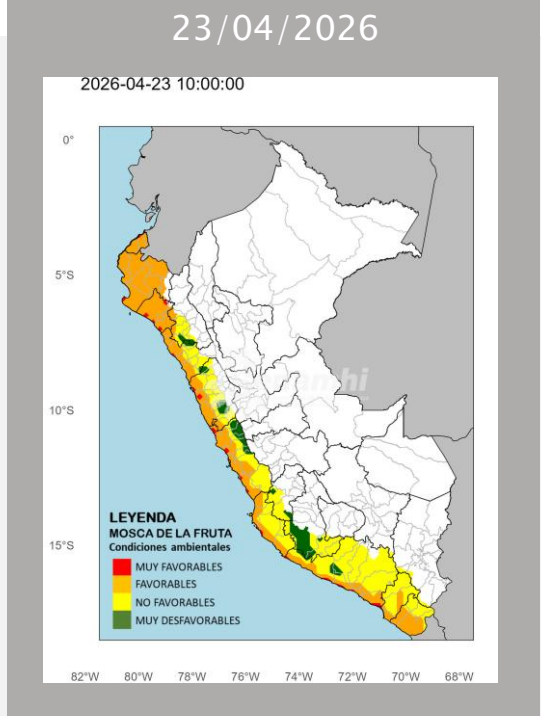 23/04/2026
2026-04-23 10:00:00
0°
5°S
10°S
15°S
LEYENDA
MOSCA DE LA FRUTA
Condiciones ambientales
MUY FAVORABLES
FAVORABLES
NO FAVORABLES
MUY DESFAVORABLES
82°W 80°W 78°W 76°W 74°W 72°W 70°W 68°W